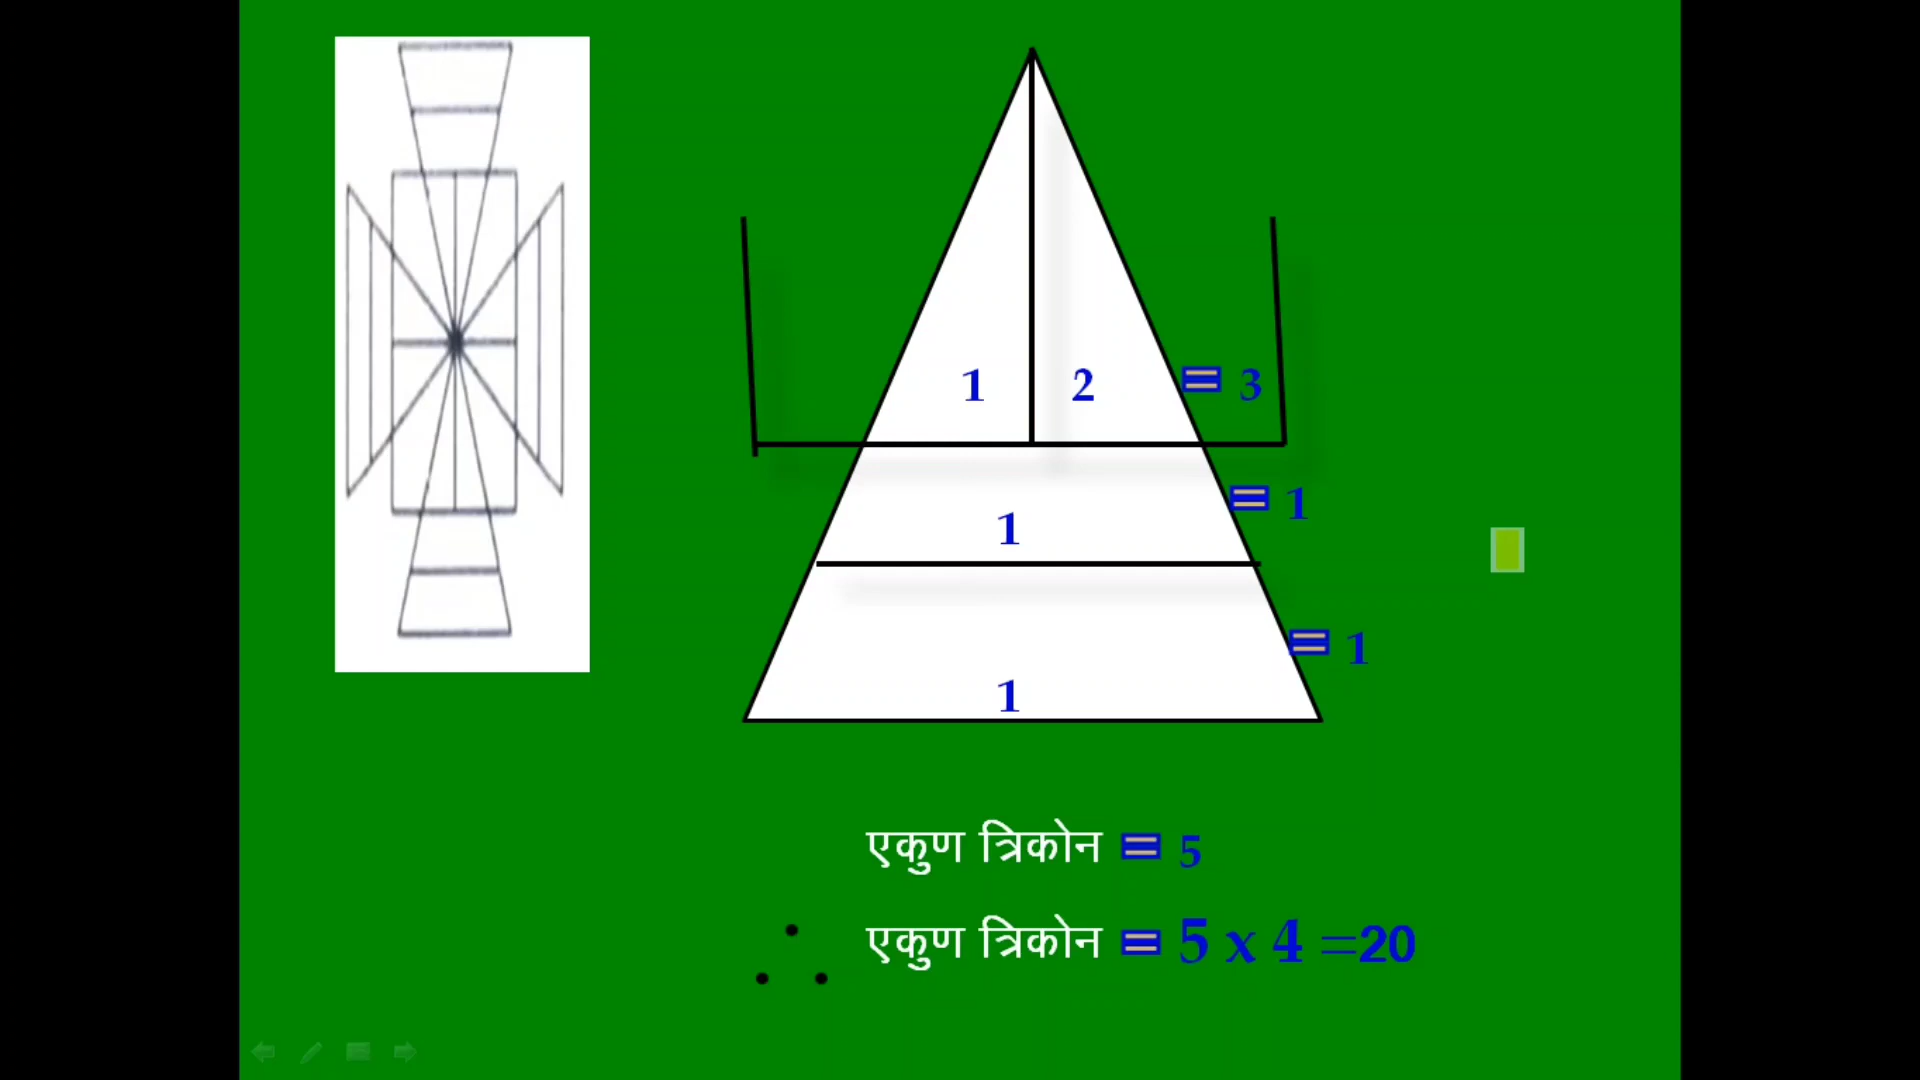 1 2 = 3
1 = 1
1 = 1
एकुण त्रिकोन = 5
∴ एकुण त्रिकोन = 5 x 4 =20